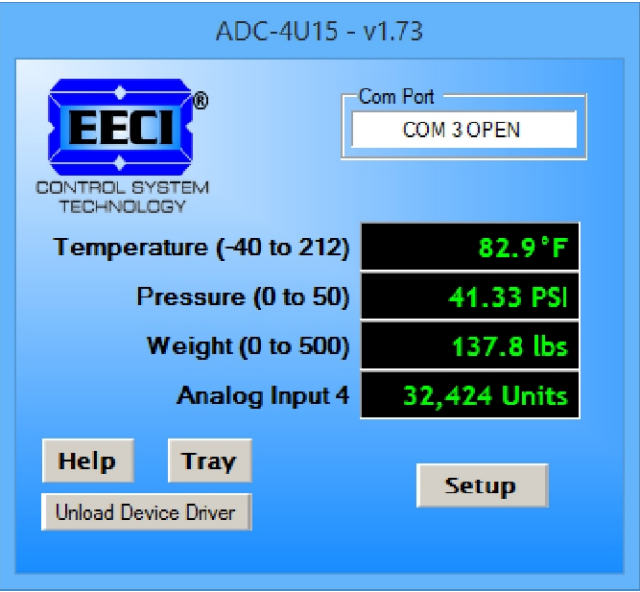 ADC-4U15 - v1.73
EECI®
CONTROL SYSTEM
TECHNOLOGY
Com Port
COM 3 OPEN
Temperature (-40 to 212) 82.9°F
Pressure (0 to 50) 41.33 PSI
Weight (0 to 500) 137.8 lbs
Analog Input 4 32,424 Units
Help Tray
Setup
Unload Device Driver